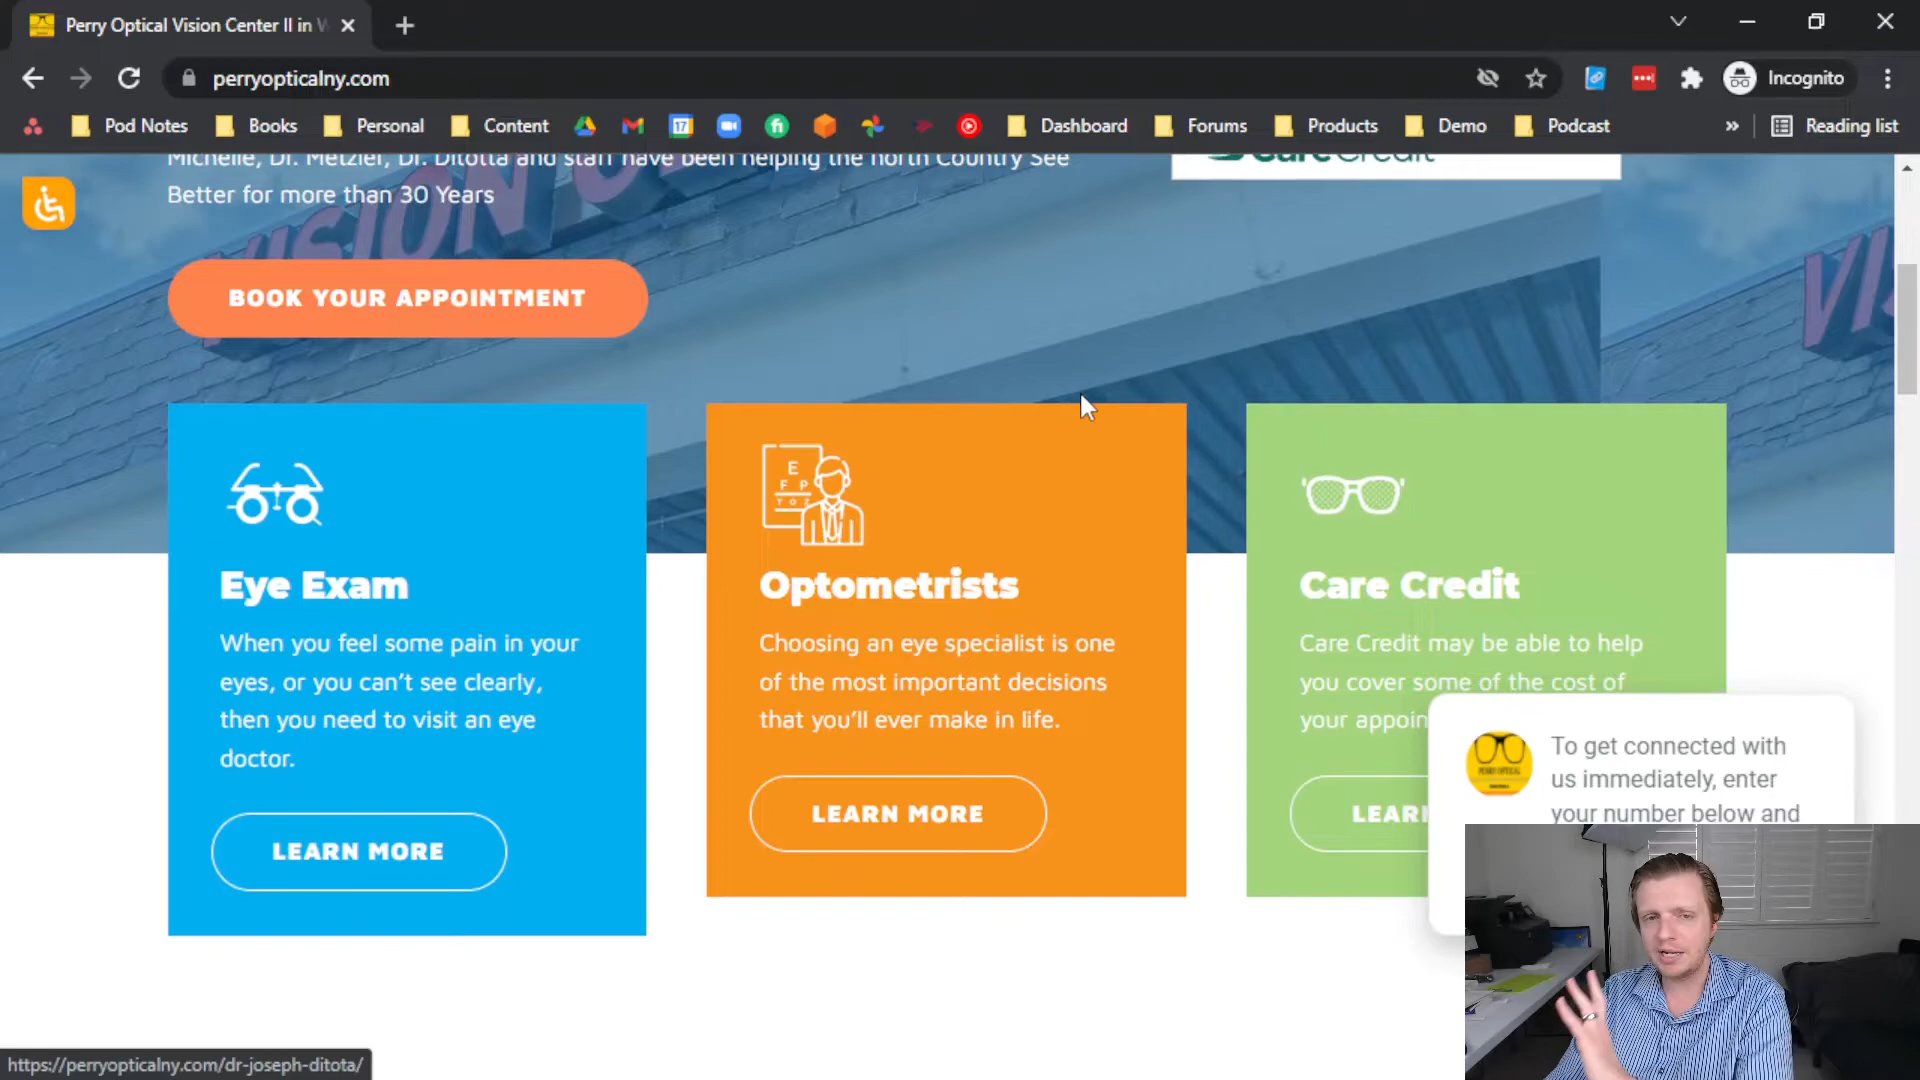 Perry Optical Vision Center II in W
perryopticalny.com
Incognito
Pod Notes
Books
Personal
Content
17
Dashboard
Forums
Products
Demo
Podcast
»
Reading list
Michelle, Dr. Metzler, Dr. Ditotta and staff have been helping the north Country See
Better for more than 30 Years
CareCredit
VISION
BOOK YOUR APPOINTMENT
Eye Exam
When you feel some pain in your
eyes, or you can't see clearly,
then you need to visit an eye
doctor.
LEARN MORE
E
F P
T O Z
Optometrists
Choosing an eye specialist is one
of the most important decisions
that you'll ever make in life.
LEARN MORE
Care Credit
Care Credit may be able to help
you cover some of the cost of
your appoin
LEAR
PERRY OPTICAL
To get connected with
us immediately, enter
your number below and
https://perryopticalny.com/dr-joseph-ditota/